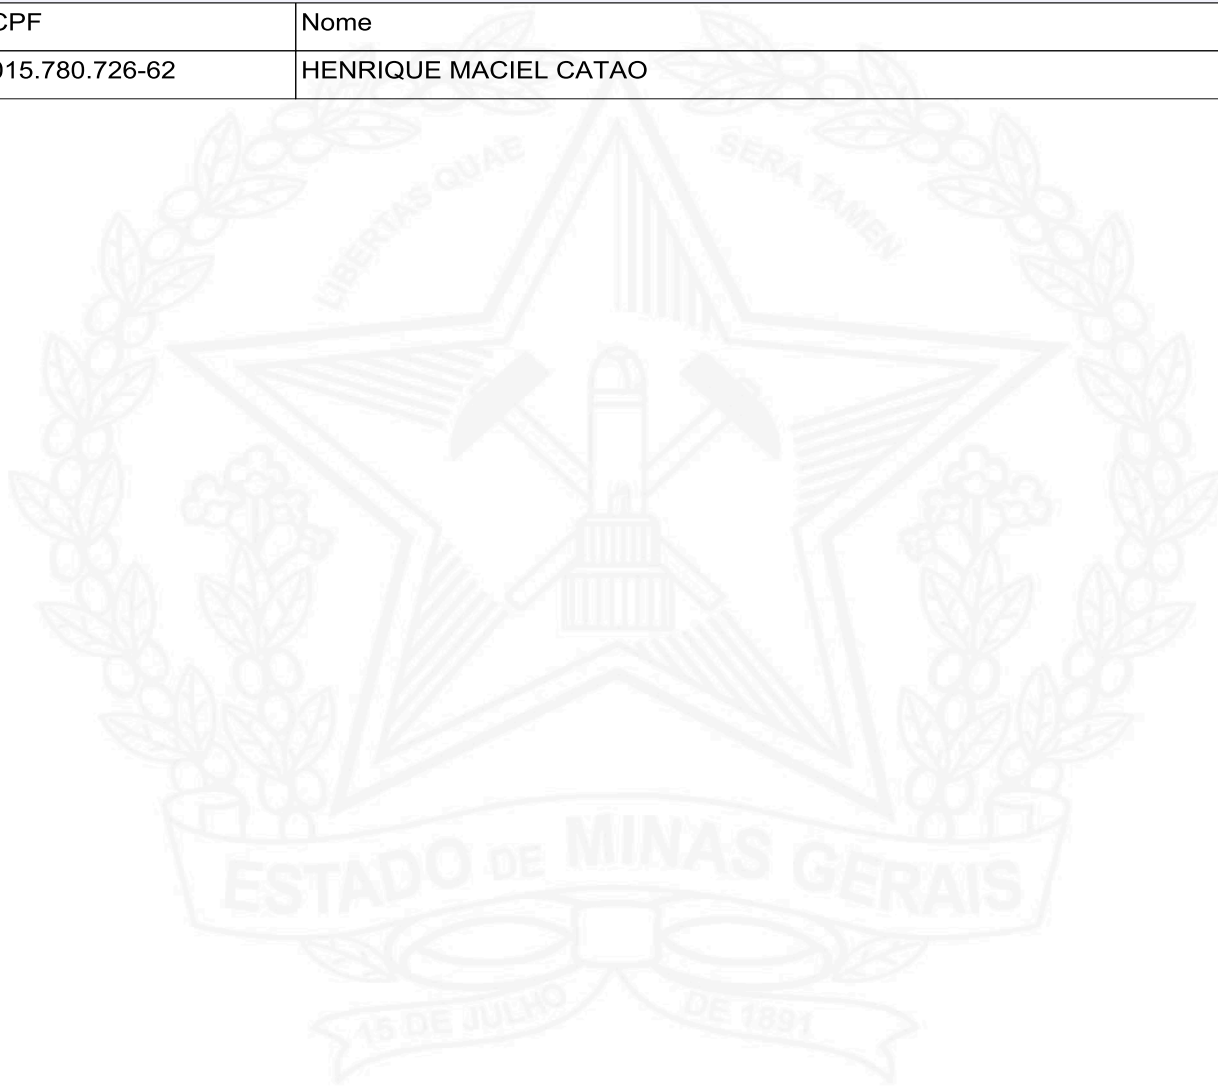 CPF Nome
015.780.726-62 HENRIQUE MACIEL CATAO
LIBERTAS QUAE SERA TAMEN
ESTADO DE MINAS GERAIS
15 DE JULHO DE 1891